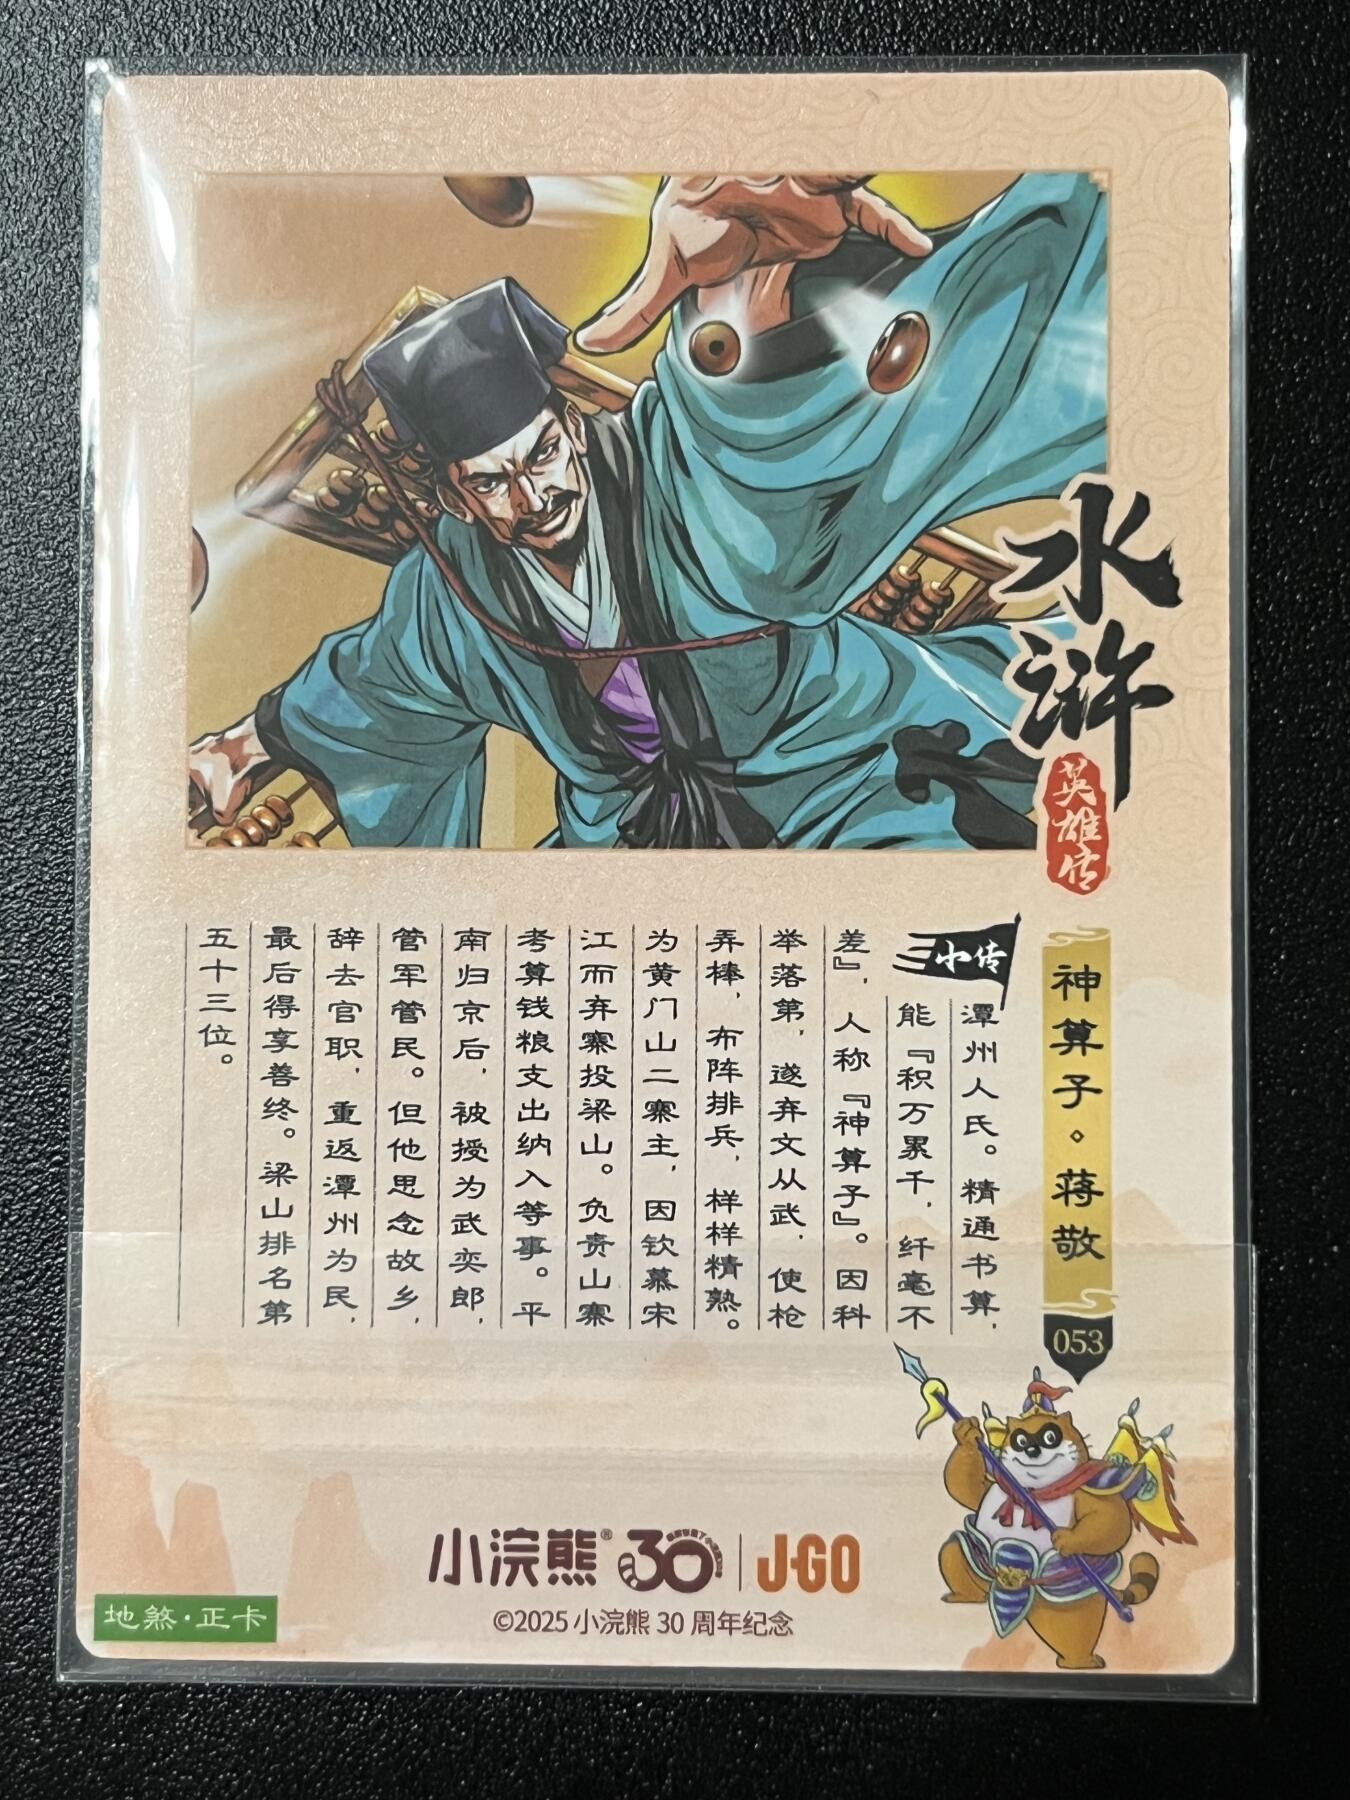 水浒
英雄传
神算子。蒋敬
053
小传
潭州人氏。精通书算，
能『积万累千，纤毫不
差』，人称『神算子』。因科
举落第，遂弃文从武，使枪
弄棒，布阵排兵，样样精熟。
为黄门山二寨主，因钦慕宋
江而弃寨投梁山。负责山寨
考算钱粮支出纳入等事。平
南归京后，被授为武奕郎，
管军管民。但他思念故乡，
辞去官职，重返潭州为民，
最后得享善终。梁山排名第
五十三位。
小浣熊® 30 | J-GO
©2025 小浣熊 30 周年纪念
地煞·正卡